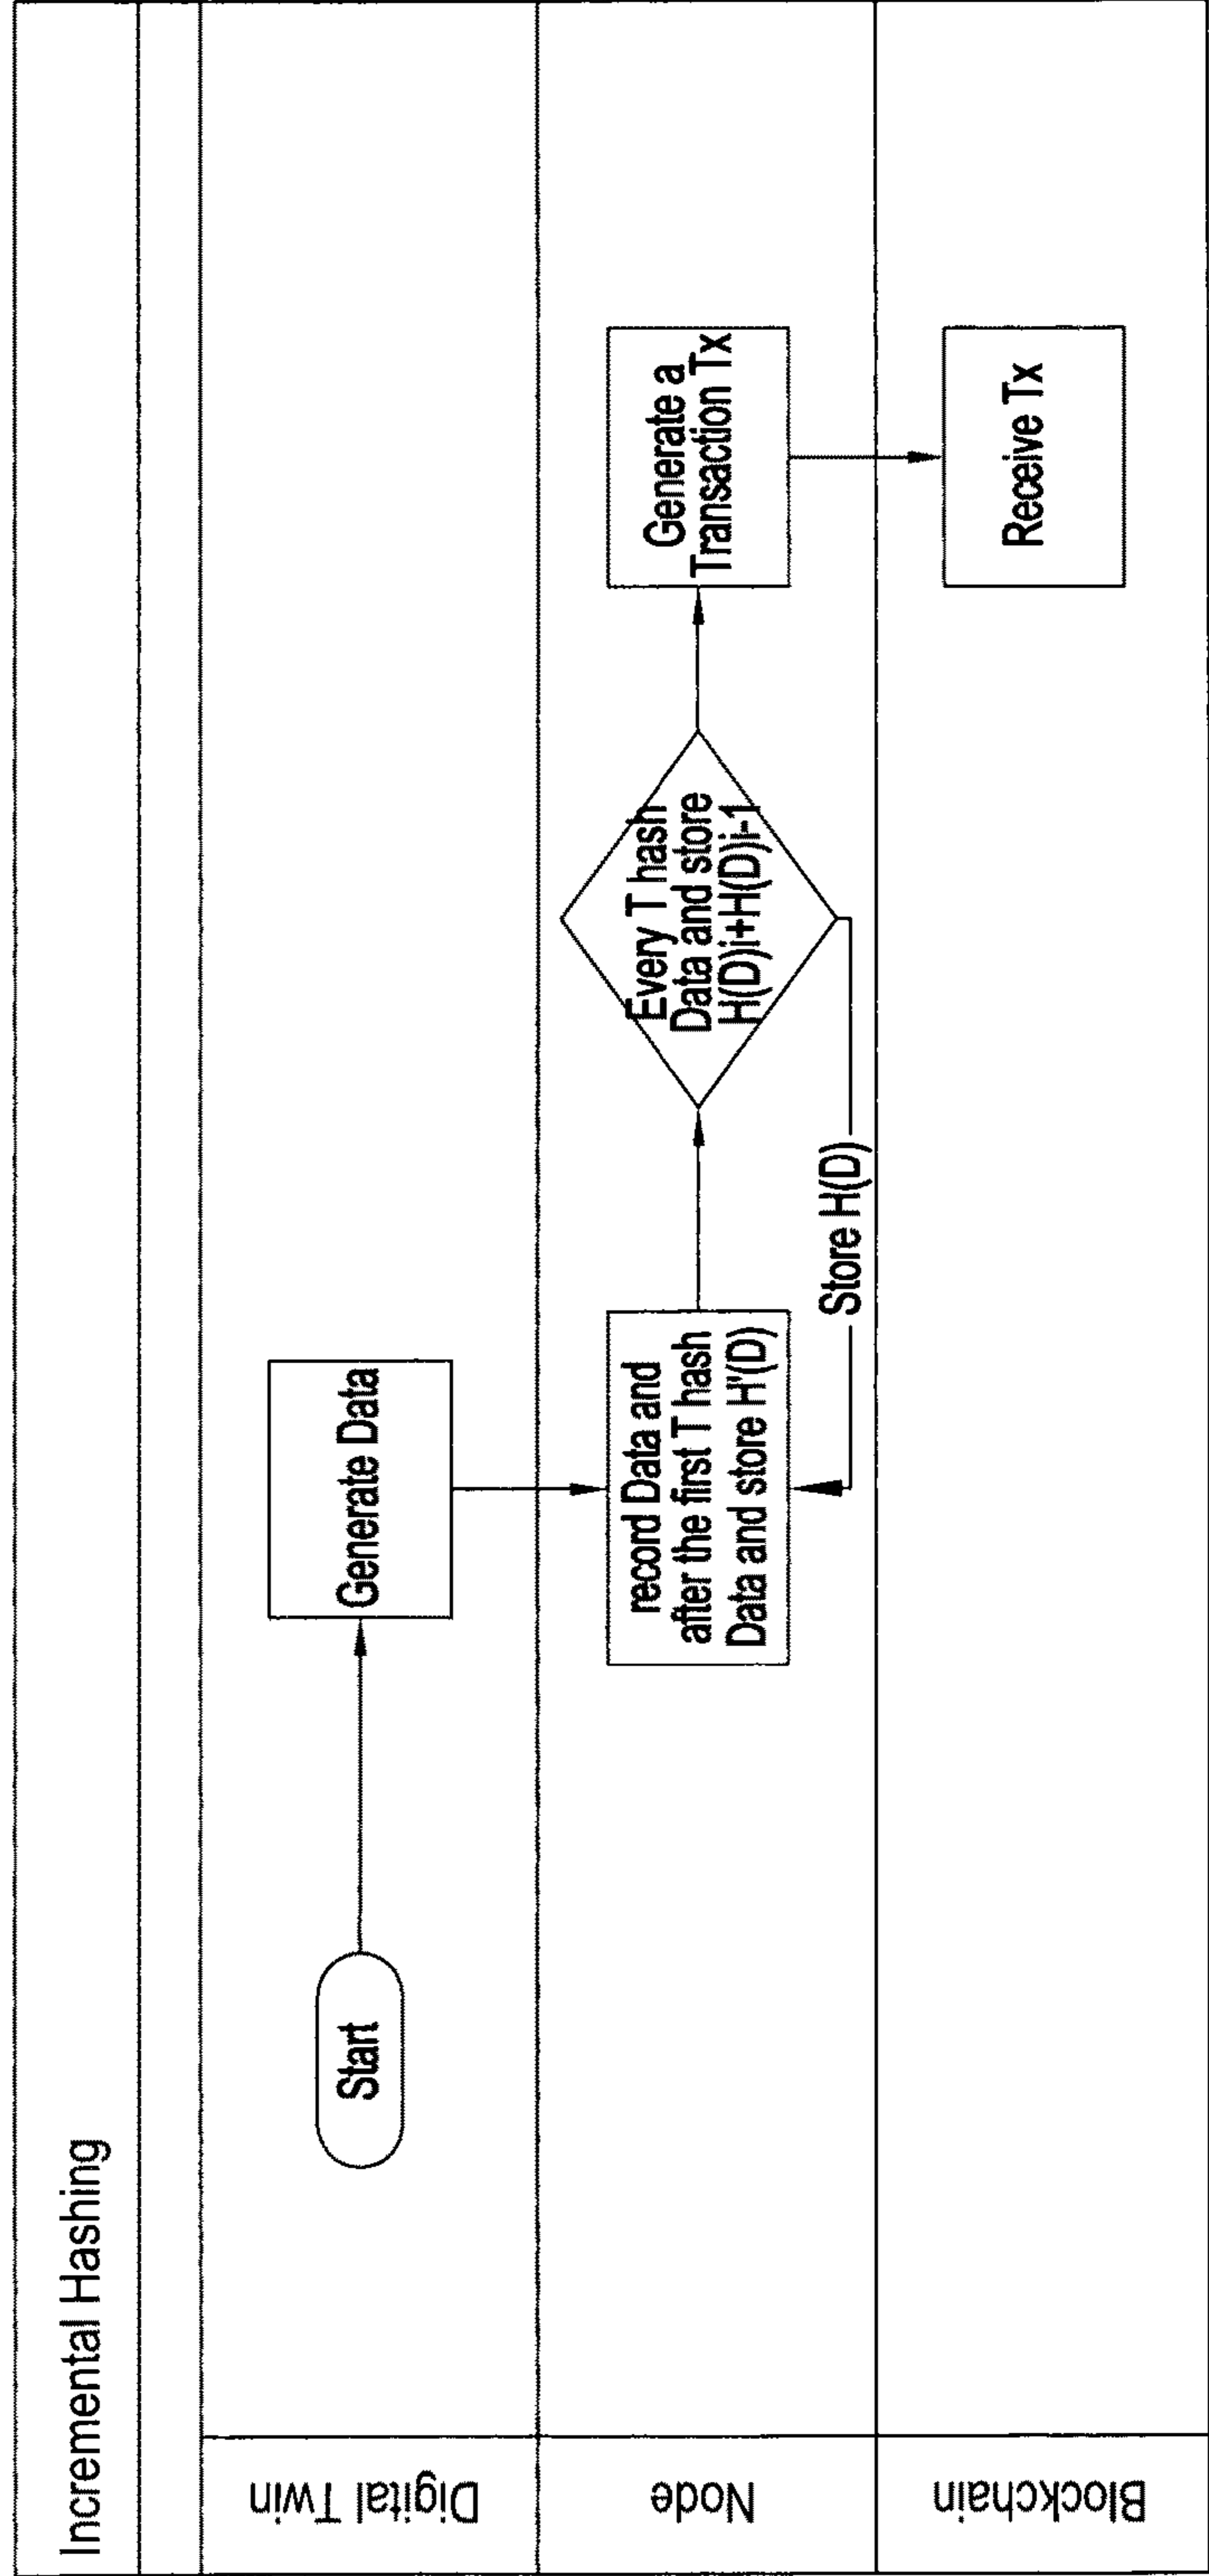 Incremental Hashing
Digital Twin
Start
Generate Data
Node
record Data and
after the first T hash
Data and store H'(D)
Every T hash
Data and store
H(D)i+H(D)i-1
Store H(D)
Generate a
Transaction Tx
Blockchain
Receive Tx